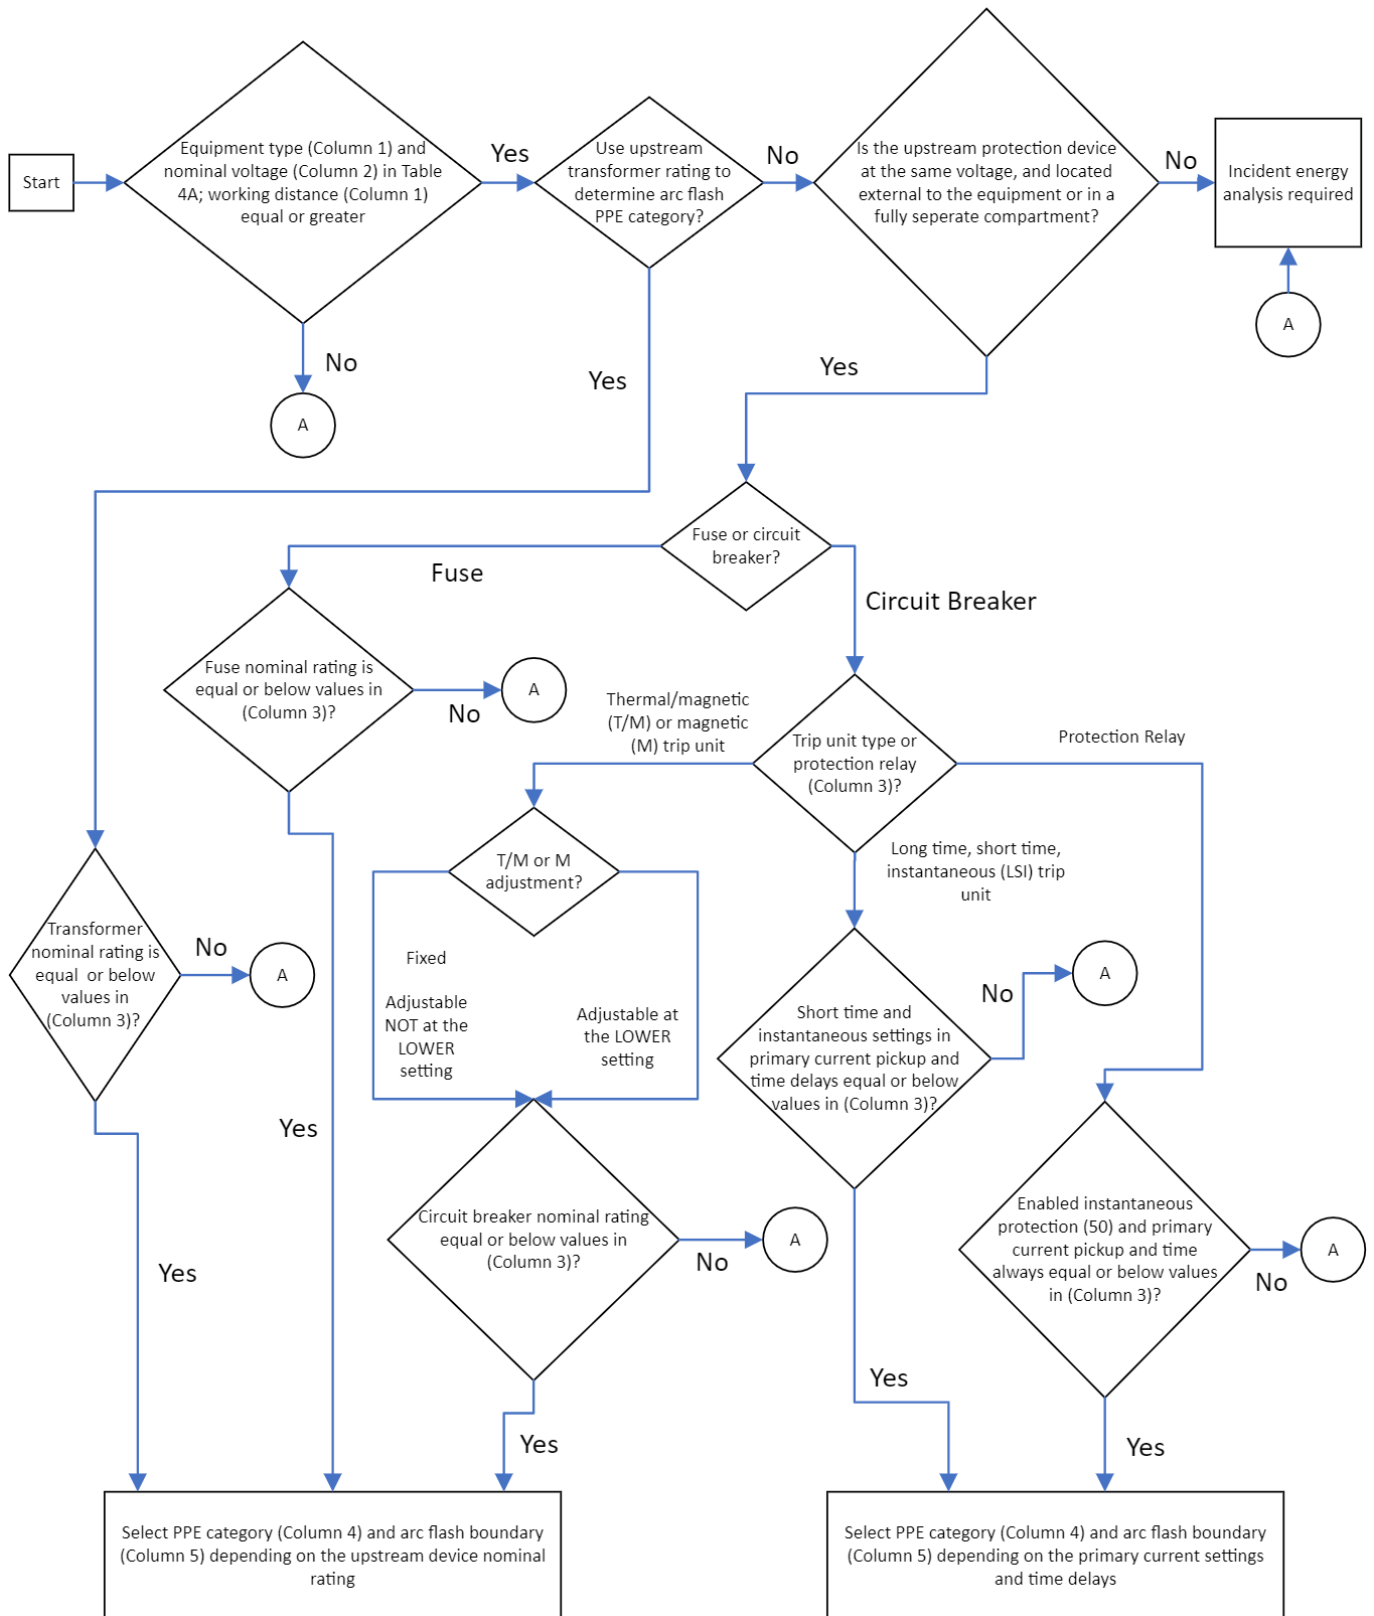 Start
Equipment type (Column 1) and
nominal voltage (Column 2) in Table
4A; working distance (Column 1)
equal or greater
Yes
No
A
Use upstream
transformer rating to
determine arc flash
PPE category?
No
Yes
Is the upstream protection device
at the same voltage, and located
external to the equipment or in a
fully seperate compartment?
No
Yes
Incident energy
analysis required
A
Fuse or circuit
breaker?
Fuse
Circuit Breaker
Fuse nominal rating is
equal or below values in
(Column 3)?
No
A
Yes
Thermal/magnetic
(T/M) or magnetic
(M) trip unit
Trip unit type or
protection relay
(Column 3)?
Protection Relay
Long time, short time,
instantaneous (LSI) trip
unit
T/M or M
adjustment?
Fixed
Adjustable
NOT at the
LOWER
setting
Adjustable at
the LOWER
setting
Transformer
nominal rating is
equal or below
values in
(Column 3)?
No
A
Yes
Short time and
instantaneous settings in
primary current pickup and
time delays equal or below
values in (Column 3)?
No
A
Yes
Circuit breaker nominal rating
equal or below values in
(Column 3)?
No
A
Yes
Enabled instantaneous
protection (50) and primary
current pickup and time
always equal or below values
in (Column 3)?
No
A
Yes
Select PPE category (Column 4) and arc flash boundary
(Column 5) depending on the upstream device nominal
rating
Select PPE category (Column 4) and arc flash boundary
(Column 5) depending on the primary current settings
and time delays